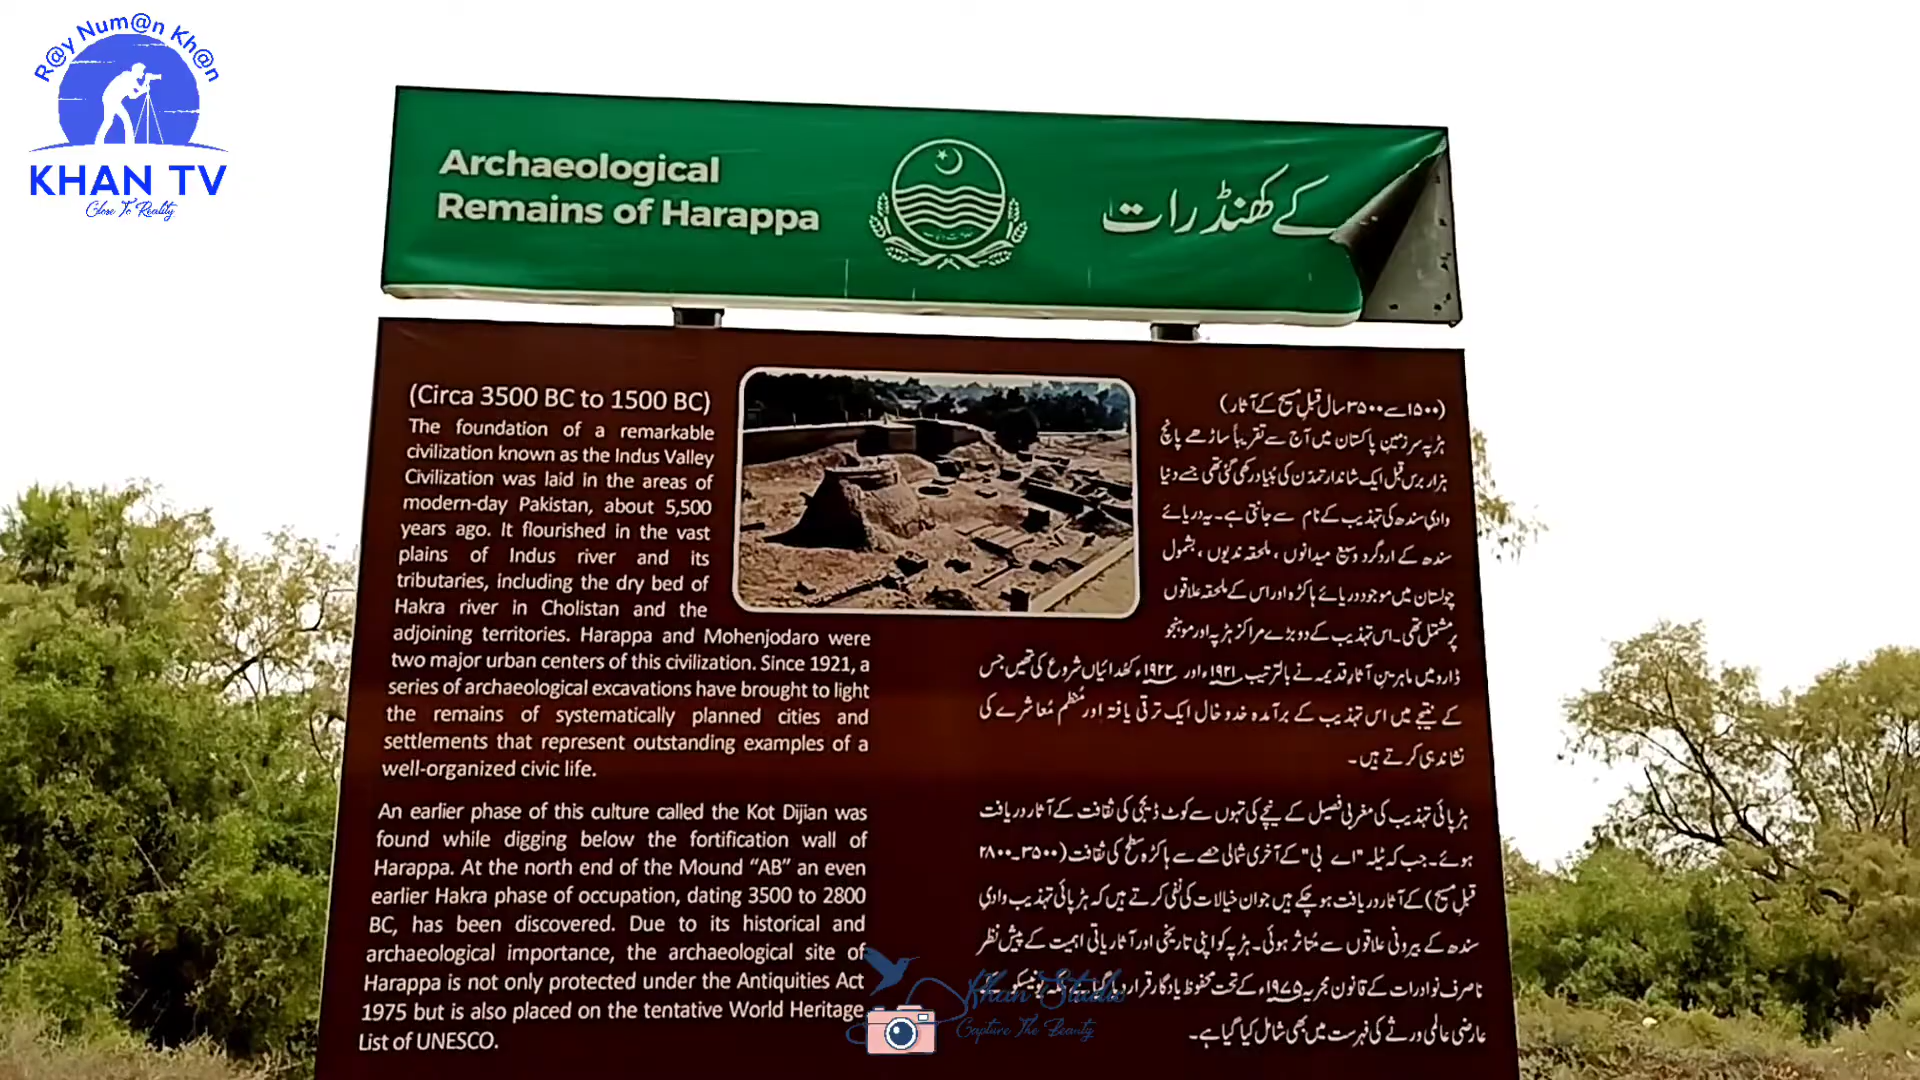 R@y Num@n Kh@n
KHAN TV
Close To Reality
Archaeological
Remains of Harappa
کے کھنڈرات
(Circa 3500 BC to 1500 BC)
The foundation of a remarkable
civilization known as the Indus Valley
Civilization was laid in the areas of
modern-day Pakistan, about 5,500
years ago. It flourished in the vast
plains of Indus river and its
tributaries, including the dry bed of
Hakra river in Cholistan and the
adjoining territories. Harappa and Mohenjodaro were
two major urban centers of this civilization. Since 1921, a
series of archaeological excavations have brought to light
the remains of systematically planned cities and
settlements that represent outstanding examples of a
well-organized civic life.
An earlier phase of this culture called the Kot Dijian was
found while digging below the fortification wall of
Harappa. At the north end of the Mound “AB” an even
earlier Hakra phase of occupation, dating 3500 to 2800
BC, has been discovered. Due to its historical and
archaeological importance, the archaeological site of
Harappa is not only protected under the Antiquities Act
1975 but is also placed on the tentative World Heritage
List of UNESCO.
(۱۵۰۰ سے ۳۵۰۰ سال قبل مسیح کے آثار)
ہڑپہ سرزمینِ پاکستان میں آج سے تقریباً ساڑھے پانچ
ہزار برس قبل ایک شاندار تمدّن کی بُنیاد رکھی گئی تھی جسے دنیا
وادیٔ سندھ کی تہذیب کے نام سے جانتی ہے۔ یہ دریائے
سندھ کے اردگرد وسیع میدانوں، ملحقہ ندیوں، بشمول
چولستان میں موجود دریائے ہاکڑہ اور اس کے ملحقہ علاقوں
پر مشتمل تھی۔ اس تہذیب کے دو بڑے مراکز ہڑپہ اور موہنجو
ڈارو میں ماہرینِ آثارِ قدیمہ نے بالترتیب ۱۹۲۱ء اور ۱۹۲۲ء کھدائیاں شروع کی تھیں جس
کے نتیجے میں اس تہذیب کے برآمدہ خدوخال ایک ترقی یافتہ اور مُنظم مُعاشرے کی
نشاندہی کرتے ہیں۔
ہڑپائی تہذیب کی مغربی فصیل کے نیچے کی تہوں سے کوٹ ڈیجی کی ثقافت کے آثار دریافت
ہوئے۔ جب کہ ٹیلہ "اے بی" کے آخری شمالی حصے سے ہاکڑہ سطح کی ثقافت (۳۵۰۰۔۲۸۰۰
قبل مسیح) کے آثار دریافت ہو چکے ہیں جو ان خیالات کی نفی کرتے ہیں کہ ہڑپائی تہذیب وادیٔ
سندھ کے بیرونی علاقوں سے مُتاثر ہوئی۔ ہڑپہ کو اپنی تاریخی اور آثاریاتی اہمیت کے پیش نظر
نا صرف نوادرات کے قانون مجریہ ۱۹۷۵ء کے تحت محفوظ یادگار قرار دیا گیا ہے یونیسکو کے
عارضی عالمی ورثے کی فہرست میں بھی شامل کیا گیا ہے۔
Khan Studio
Capture The Beauty